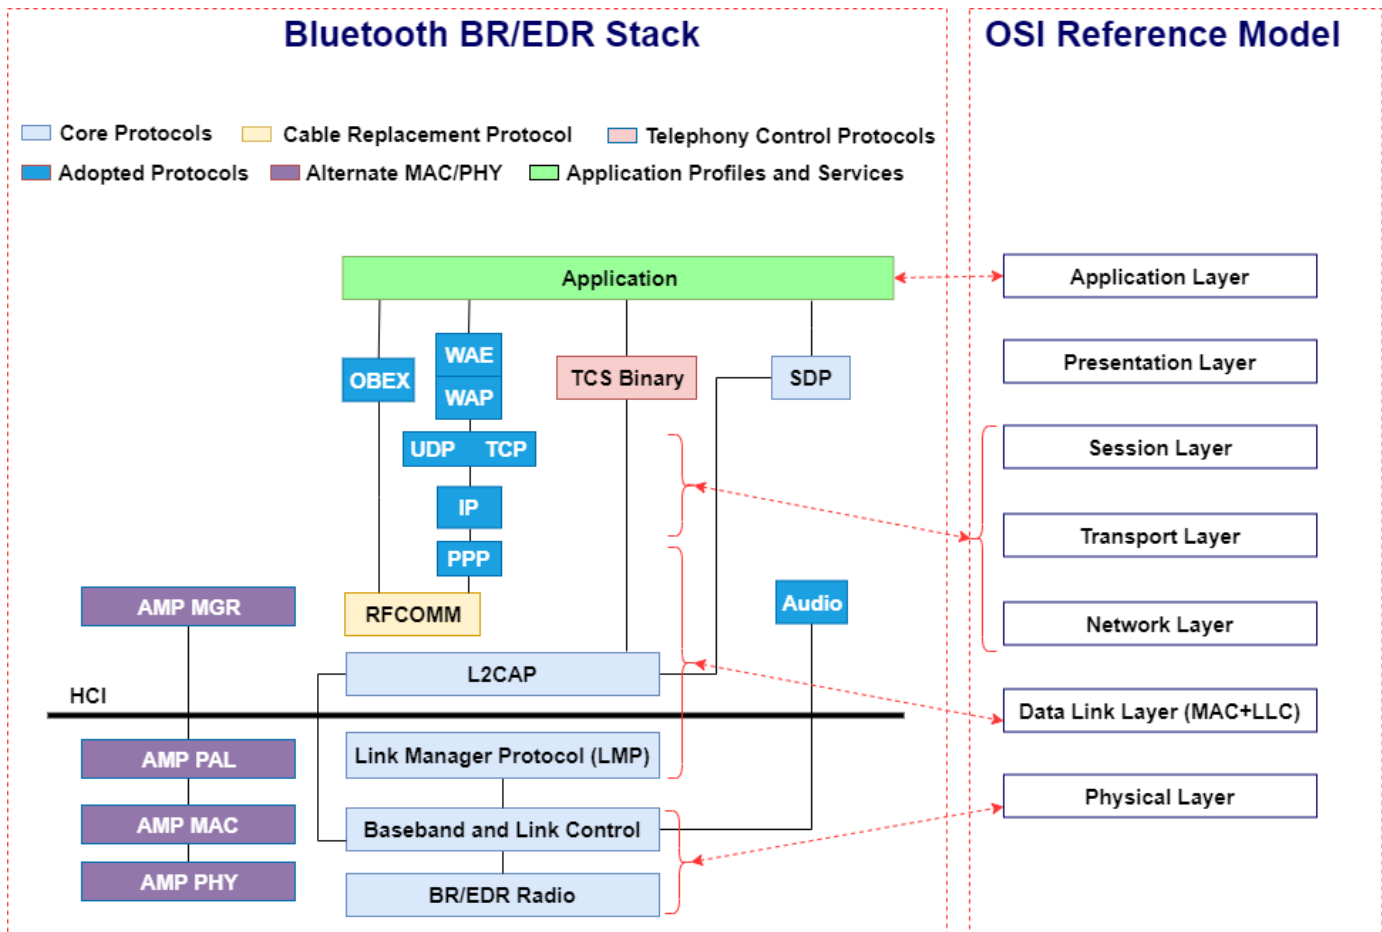 Bluetooth BR/EDR Stack
OSI Reference Model
Core Protocols
Cable Replacement Protocol
Telephony Control Protocols
Adopted Protocols
Alternate MAC/PHY
Application Profiles and Services
Application
Application Layer
WAE
OBEX
WAP
TCS Binary
SDP
Presentation Layer
UDP TCP
Session Layer
IP
Transport Layer
PPP
AMP MGR
RFCOMM
Audio
Network Layer
L2CAP
HCI
Data Link Layer (MAC+LLC)
AMP PAL
Link Manager Protocol (LMP)
Physical Layer
AMP MAC
Baseband and Link Control
AMP PHY
BR/EDR Radio